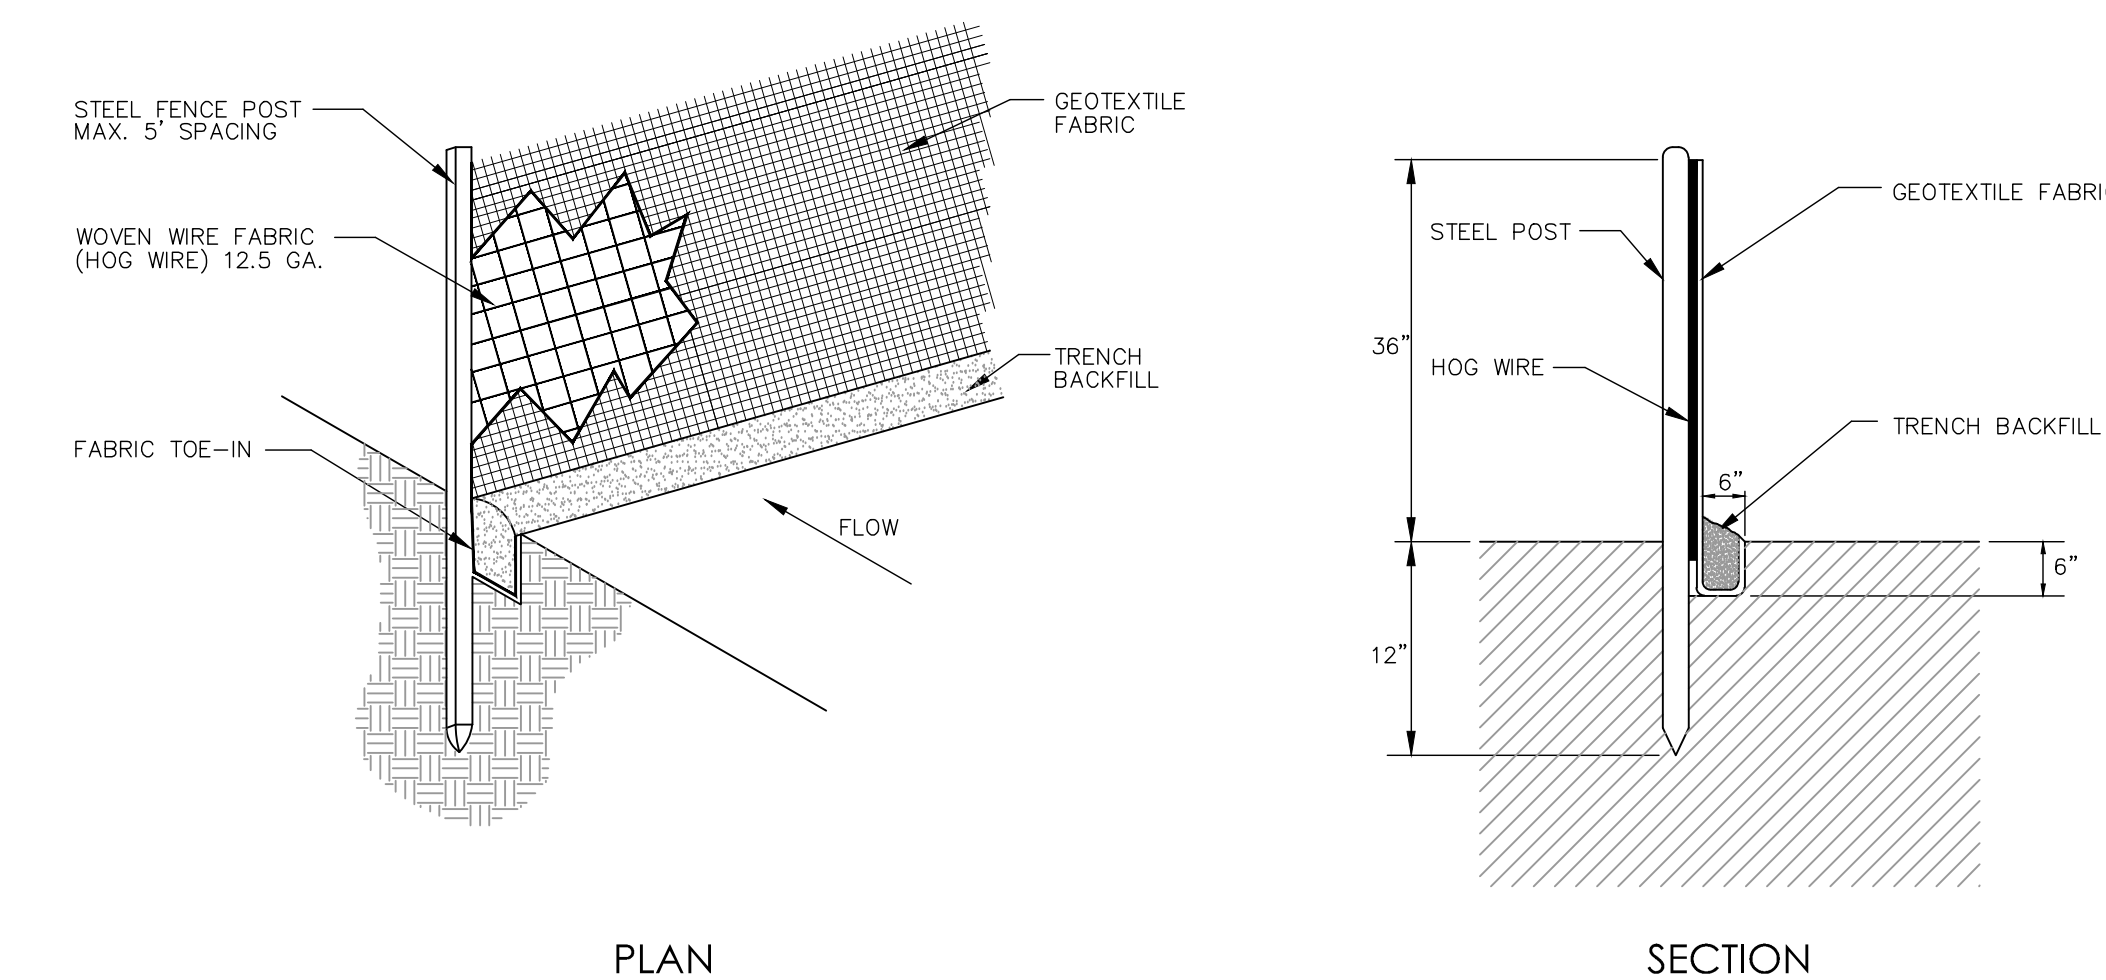 STEEL FENCE POST
MAX. 5' SPACING
WOVEN WIRE FABRIC
(HOG WIRE) 12.5 GA.
FABRIC TOE-IN
GEOTEXTILE
FABRIC
TRENCH
BACKFILL
FLOW
PLAN
GEOTEXTILE FABRI
STEEL POST
36"
HOG WIRE
TRENCH BACKFILL
6"
6"
12"
SECTION